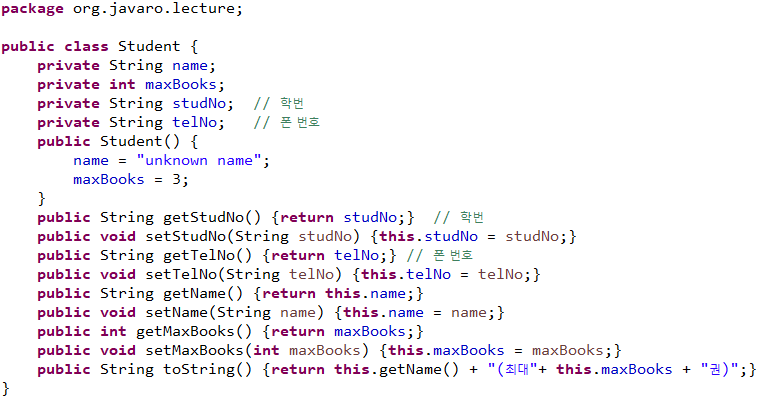 package org.javaro.lecture;

public class Student {
    private String name;
    private int maxBooks;
    private String studNo;  // 학번
    private String telNo;   // 폰 번호
    public Student() {
        name = "unknown name";
        maxBooks = 3;
    }
    public String getStudNo() {return studNo;}  // 학번
    public void setStudNo(String studNo) {this.studNo = studNo;}
    public String getTelNo() {return telNo;} // 폰 번호
    public void setTelNo(String telNo) {this.telNo = telNo;}
    public String getName() {return this.name;}
    public void setName(String name) {this.name = name;}
    public int getMaxBooks() {return maxBooks;}
    public void setMaxBooks(int maxBooks) {this.maxBooks = maxBooks;}
    public String toString() {return this.getName() + "(최대"+ this.maxBooks + "권)";}
}